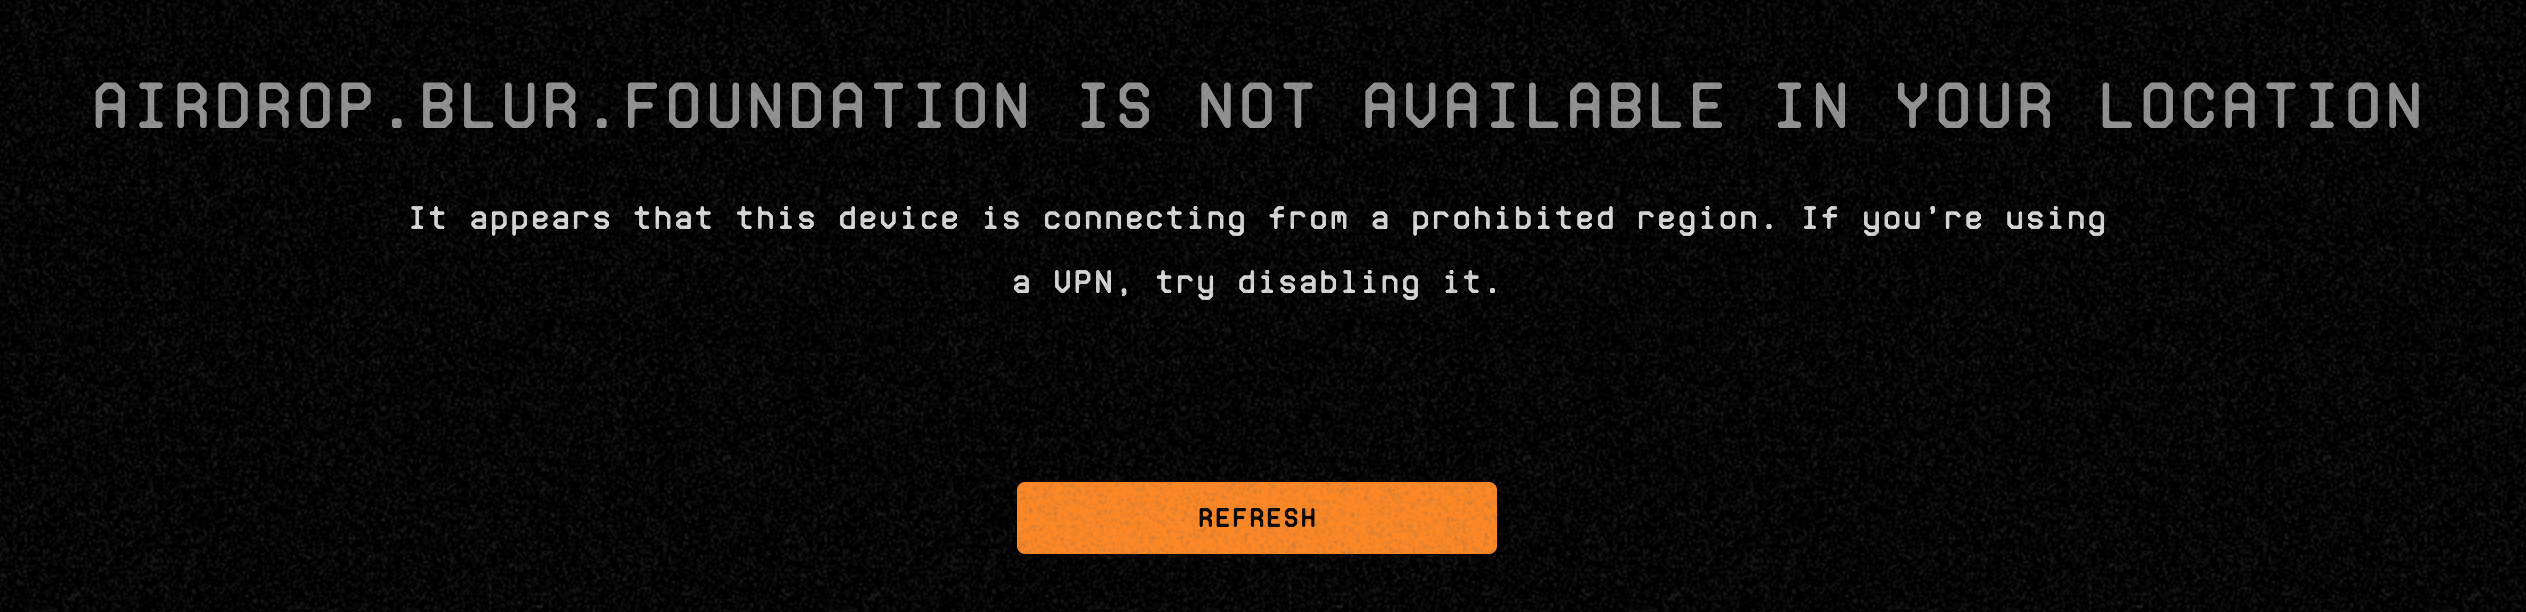 AIRDROP.BLUR.FOUNDATION IS NOT AVAILABLE IN YOUR LOCATION
It appears that this device is connecting from a prohibited region. If you're using
a VPN, try disabling it.
REFRESH